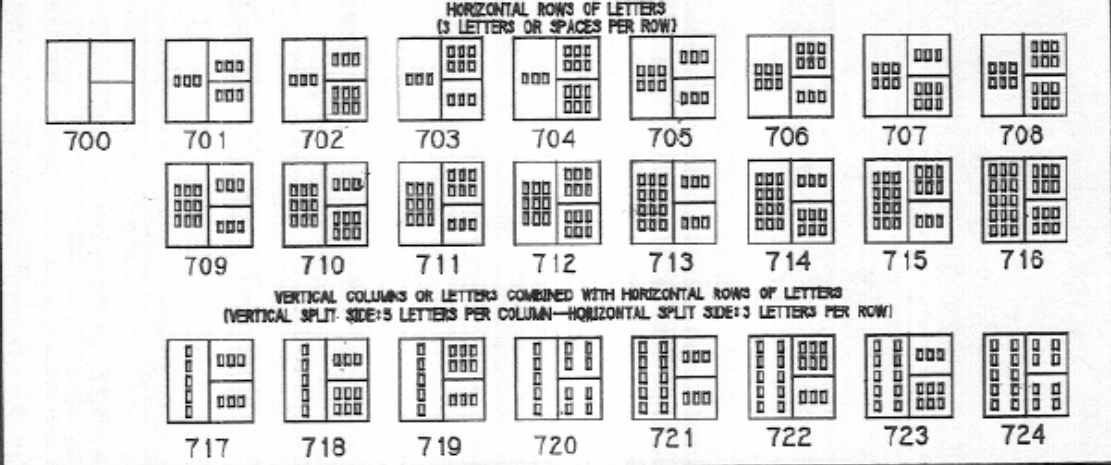 HORIZONTAL ROWS OF LETTERS
(3 LETTERS OR SPACES PER ROW)
700 701 702 703 704 705 706 707 708
709 710 711 712 713 714 715 716
VERTICAL COLUMNS OR LETTERS COMBINED WITH HORIZONTAL ROWS OF LETTERS
(VERTICAL SPLIT SIDE:5 LETTERS PER COLUMN—HORIZONTAL SPLIT SIDE:3 LETTERS PER ROW)
717 718 719 720 721 722 723 724